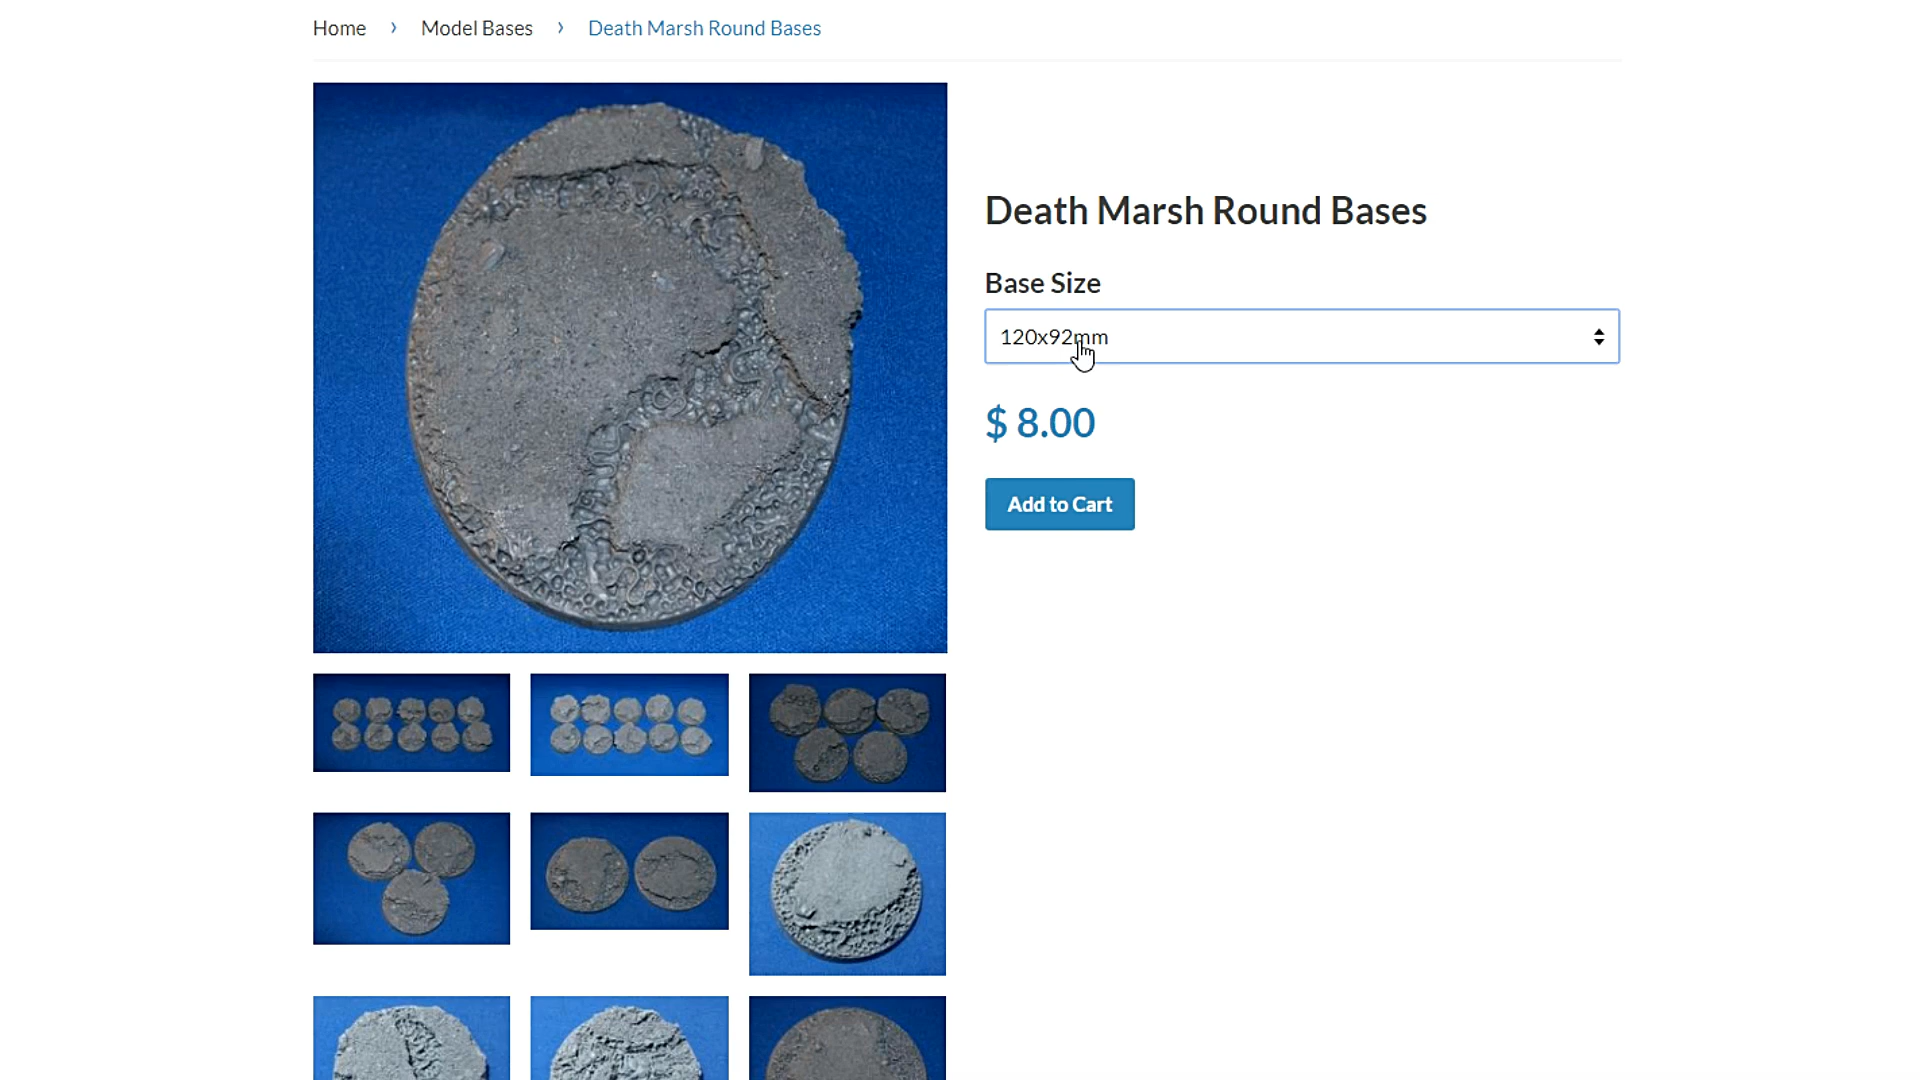 Home › Model Bases › Death Marsh Round Bases
Death Marsh Round Bases
Base Size
120x92mm
$ 8.00
Add to Cart